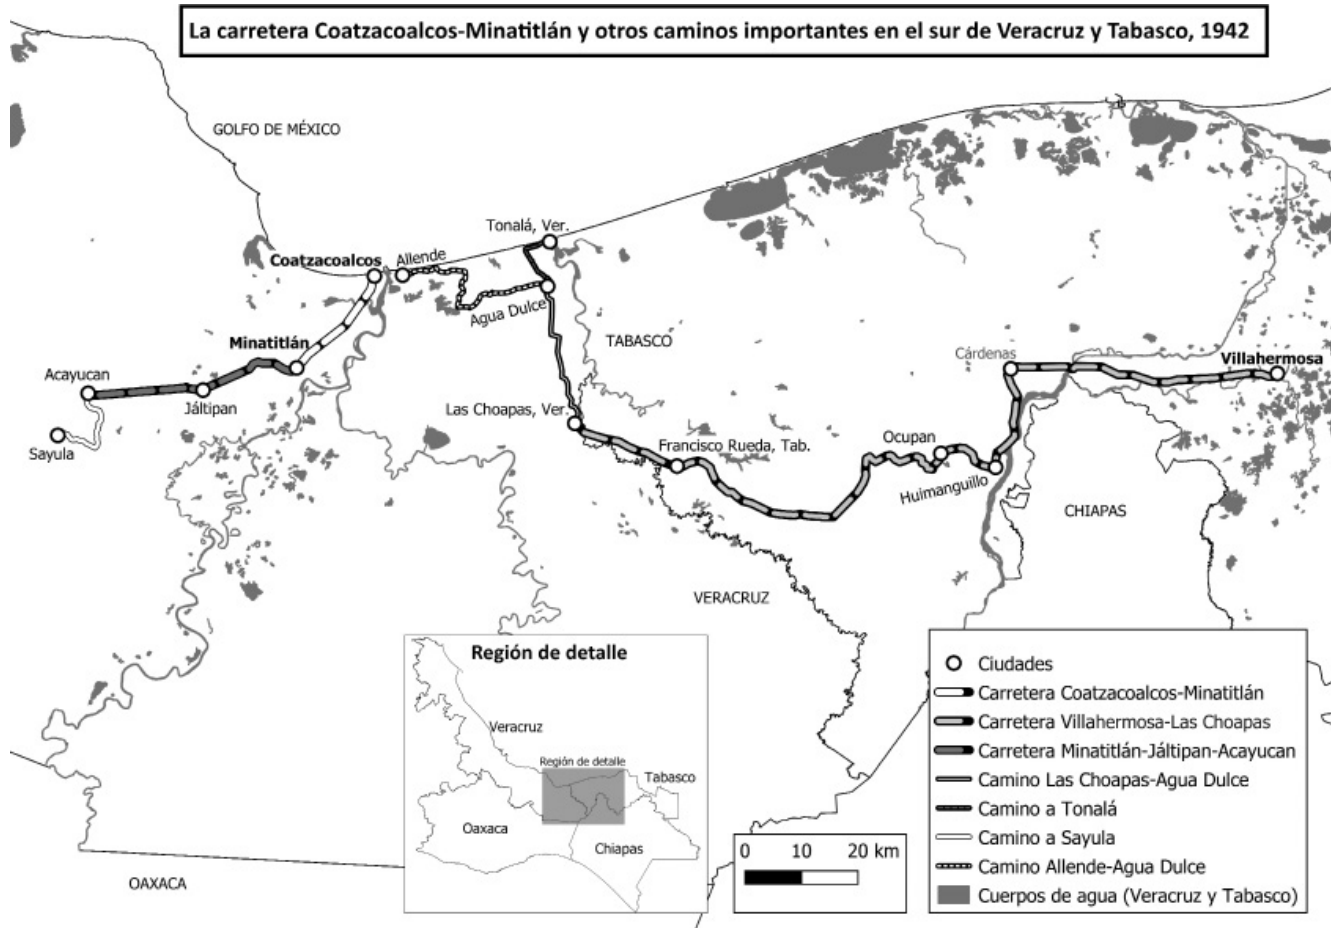 La carretera Coatzacoalcos-Minatitlán y otros caminos importantes en el sur de Veracruz y Tabasco, 1942
GOLFO DE MÉXICO
Tonalá, Ver.
Coatzacoalcos
Allende
Agua Dulce
Minatitlán
TABASCO
Cárdenas
Villahermosa
Acayucan
Jáltipan
Sayula
Las Choapas, Ver.
Francisco Rueda, Tab.
Ocupan
Huimanguillo
CHIAPAS
VERACRUZ
OAXACA
Región de detalle
Veracruz
Región de detalle
Tabasco
Oaxaca
Chiapas
0 10 20 km
Ciudades
Carretera Coatzacoalcos-Minatitlán
Carretera Villahermosa-Las Choapas
Carretera Minatitlán-Jáltipan-Acayucan
Camino Las Choapas-Agua Dulce
Camino a Tonalá
Camino a Sayula
Camino Allende-Agua Dulce
Cuerpos de agua (Veracruz y Tabasco)